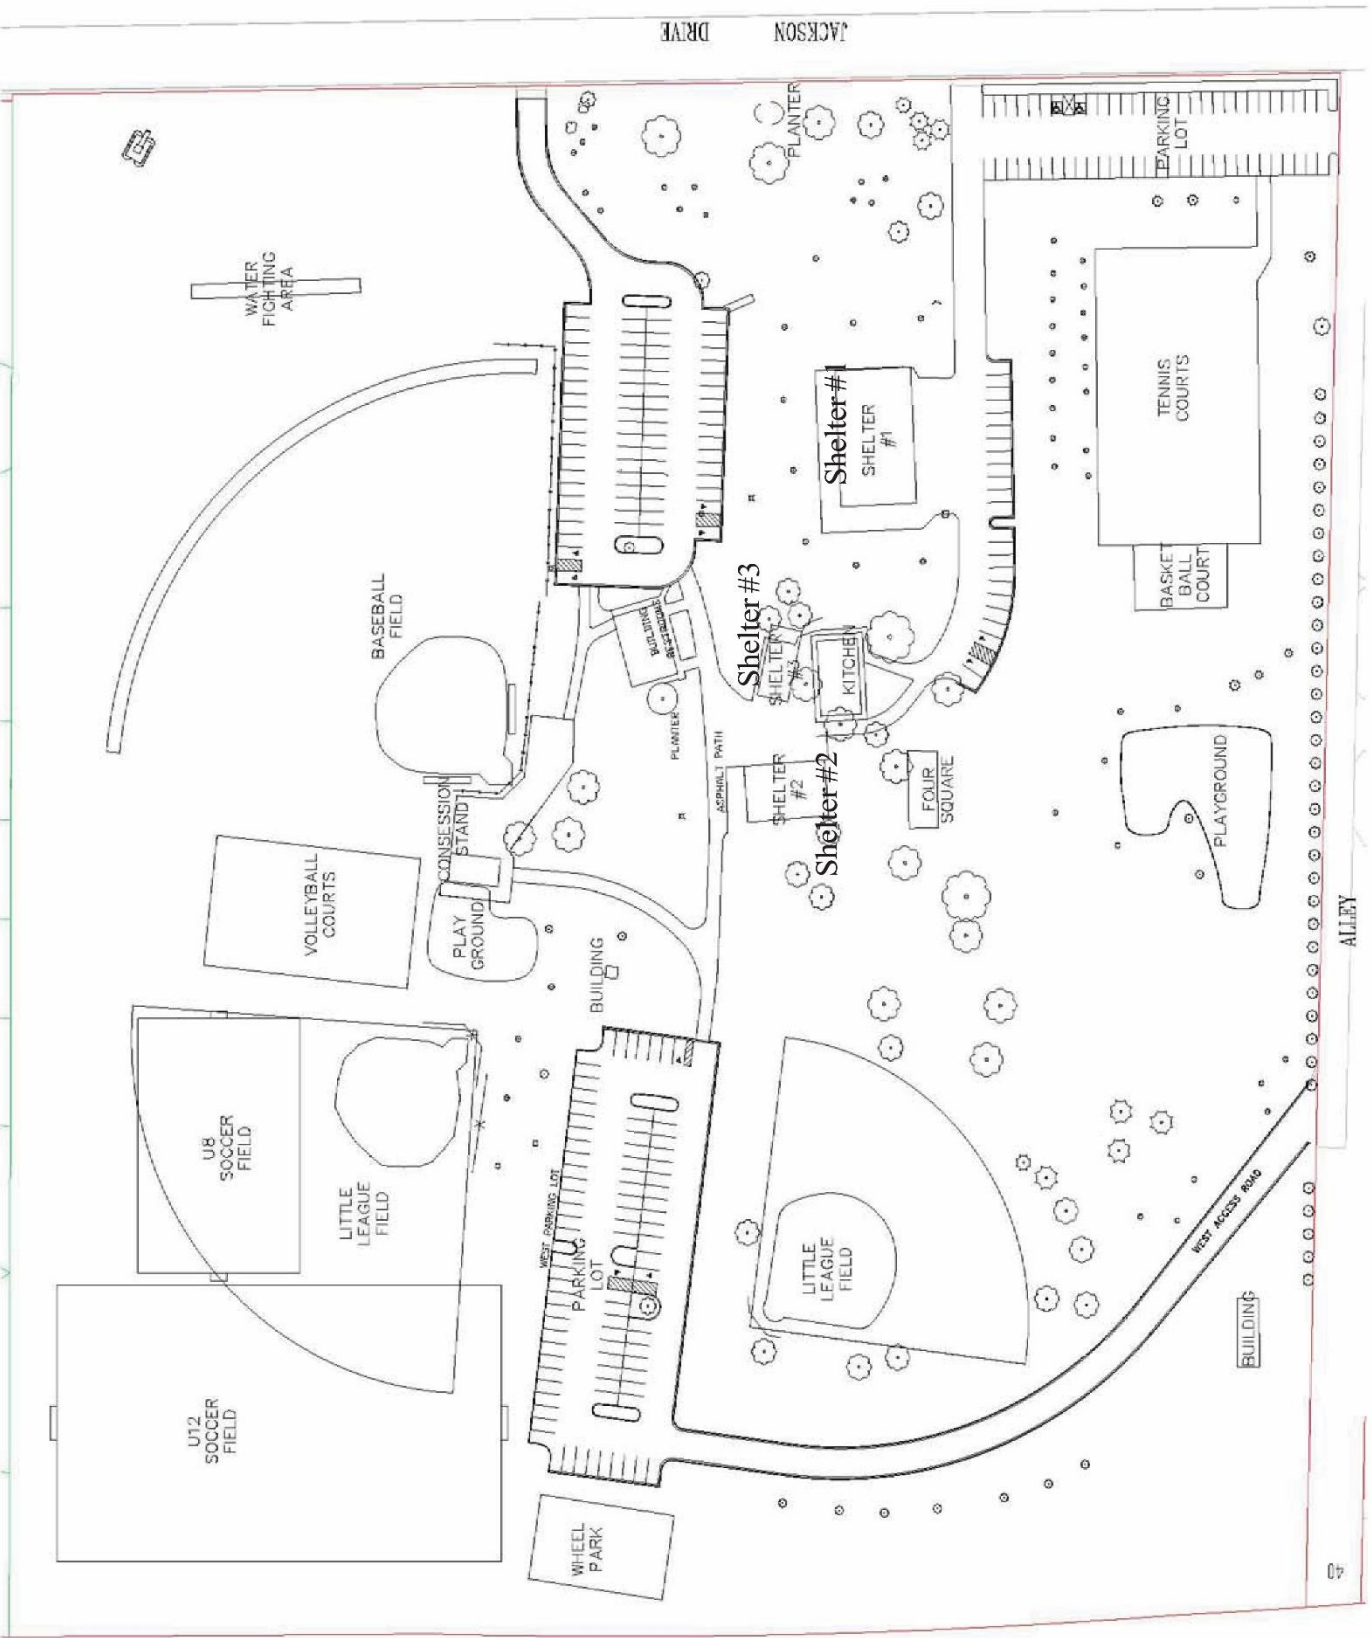 JACKSON DRIVE
PLANTER
PARKING
LOT
WATER
FIGHTING
AREA
Shelter #1
SHELTER
#1
TENNIS
COURTS
BASEBALL
FIELD
BASKET
BALL
COURT
BUILDING
RESTROOMS
Shelter #3
SHELTER
#3
KITCHEN
PLANTER
ASPHALT PATH
SHELTER
#2
Shelter #2
FOUR
SQUARE
PLAYGROUND
CONSESSION
STAND
VOLLEYBALL
COURTS
PLAY
GROUND
BUILDING
ALLEY
U8
SOCCER
FIELD
LITTLE
LEAGUE
FIELD
WEST PARKING LOT
PARKING
LOT
LITTLE
LEAGUE
FIELD
WEST ACCESS ROAD
BUILDING
U12
SOCCER
FIELD
WHEEL
PARK
40